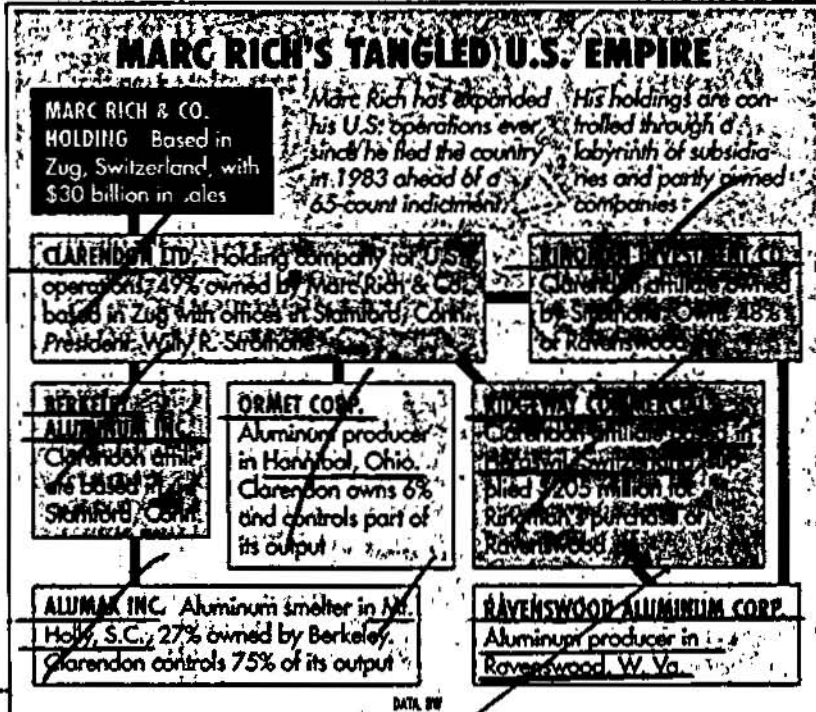 MARC RICH'S TANGLED U.S. EMPIRE
MARC RICH & CO.
HOLDING Based in
Zug, Switzerland, with
$30 billion in sales
Marc Rich has expanded
his U.S. operations ever
since he fled the country
in 1983 ahead of a
65-count indictment.
His holdings are con-
trolled through a
labyrinth of subsidia-
ries and partly owned
companies
CLARENDON LTD. Holding company for U.S.
operations, 49% owned by Marc Rich & Co.,
based in Zug with offices in Stamford, Conn.
President: Willy R. Strothotte
INVESTMENT CO.
Clarendon affiliate owned
by Strothotte. Owns 48%
of Ravenswood
BERKELEY
ALUMINUM INC.
Clarendon affili-
ate based in
Stamford, Conn.
ORMET CORP.
Aluminum producer
in Hannibal, Ohio.
Clarendon owns 6%
and controls part of
its output
RIDGEWAY COMMERCIAL
Clarendon affiliate based in
Switzerland. Sup-
plied $205 million for
purchase of
Ravenswood
ALUMAX INC. Aluminum smelter in Mt.
Holly, S.C., 27% owned by Berkeley.
Clarendon controls 75% of its output
RAVENSWOOD ALUMINUM CORP.
Aluminum producer in
Ravenswood, W. Va.
DATA: BW